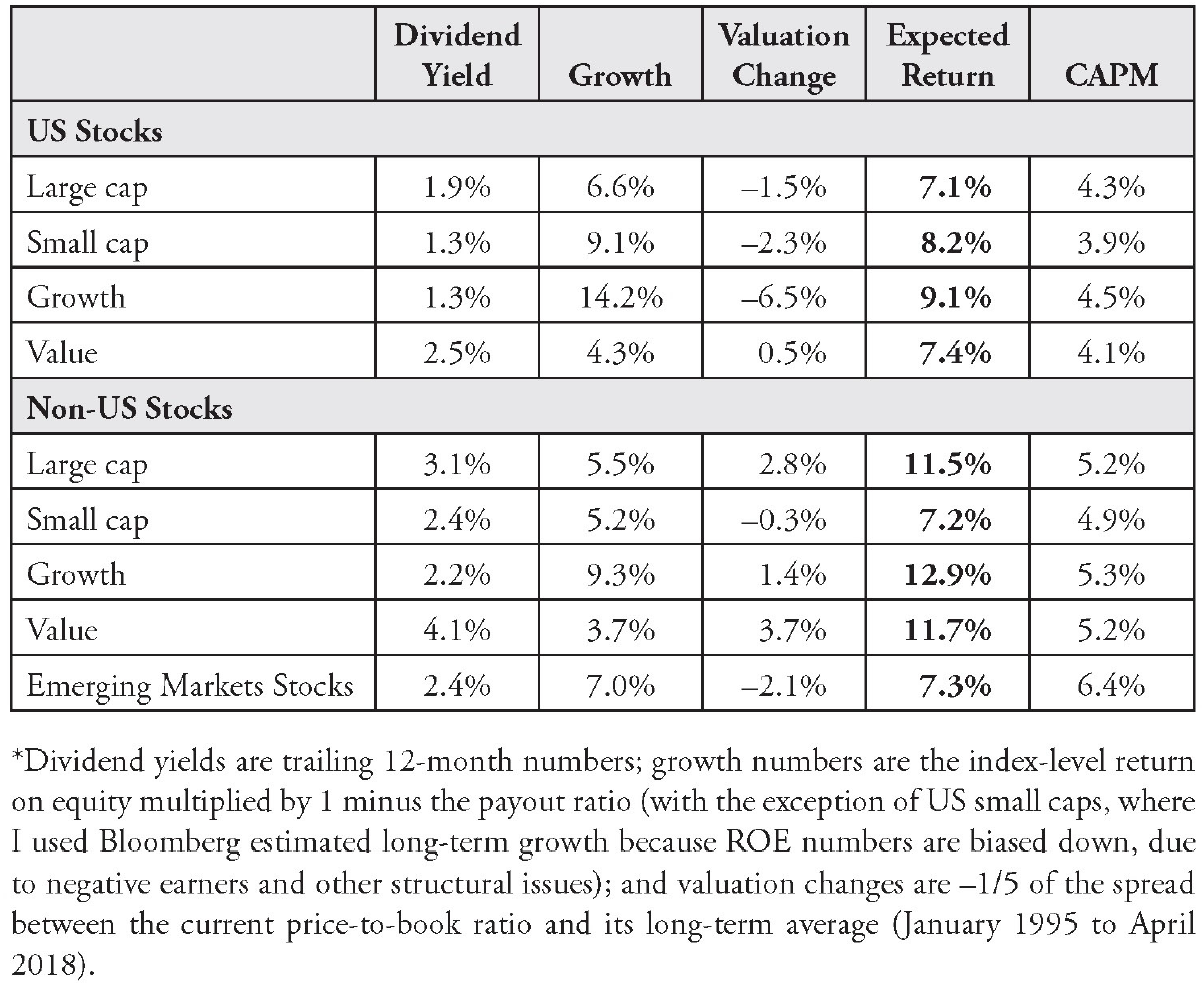 Dividend Yield Growth Valuation Change Expected Return CAPM
US Stocks
Large cap 1.9% 6.6% –1.5% 7.1% 4.3%
Small cap 1.3% 9.1% –2.3% 8.2% 3.9%
Growth 1.3% 14.2% –6.5% 9.1% 4.5%
Value 2.5% 4.3% 0.5% 7.4% 4.1%
Non-US Stocks
Large cap 3.1% 5.5% 2.8% 11.5% 5.2%
Small cap 2.4% 5.2% –0.3% 7.2% 4.9%
Growth 2.2% 9.3% 1.4% 12.9% 5.3%
Value 4.1% 3.7% 3.7% 11.7% 5.2%
Emerging Markets Stocks 2.4% 7.0% –2.1% 7.3% 6.4%
*Dividend yields are trailing 12-month numbers; growth numbers are the index-level return
on equity multiplied by 1 minus the payout ratio (with the exception of US small caps, where
I used Bloomberg estimated long-term growth because ROE numbers are biased down, due
to negative earners and other structural issues); and valuation changes are –1/5 of the spread
between the current price-to-book ratio and its long-term average (January 1995 to April
2018).